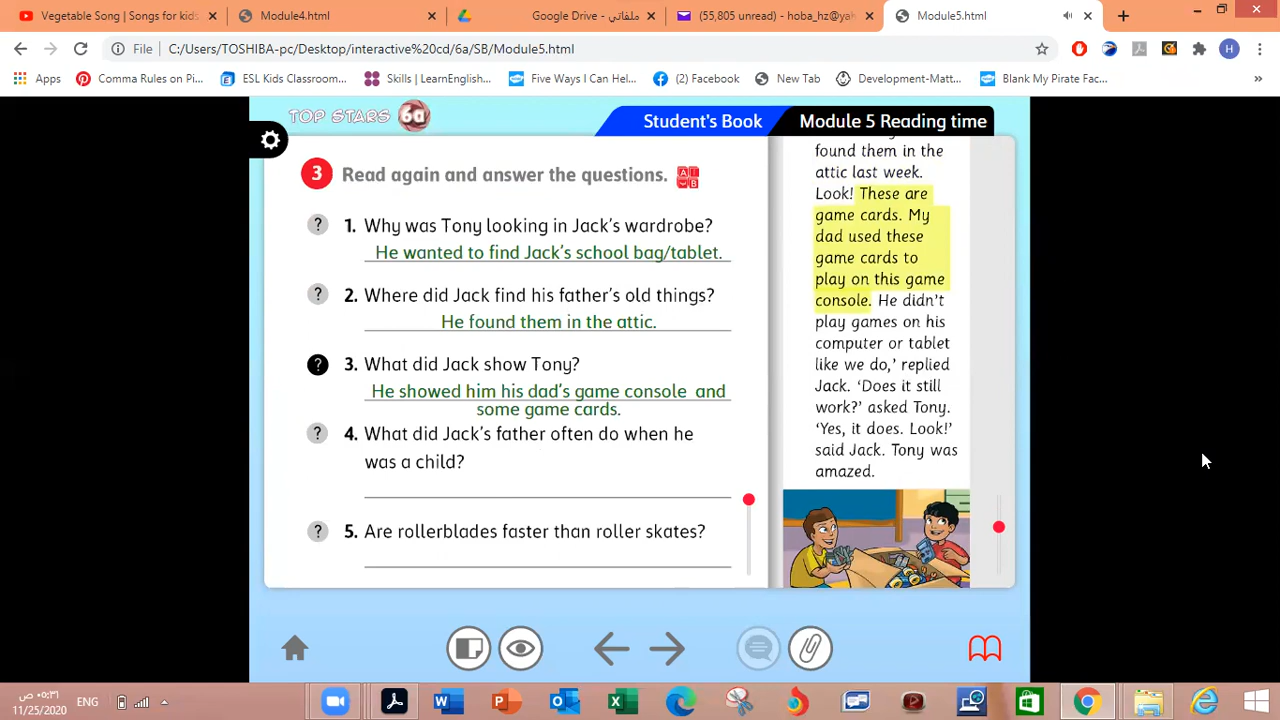 Vegetable Song | Songs for kids
Module4.html
Google Drive - ملفاتي
(55,805 unread) - hoba_hz@yah
Module5.html
File
C:/Users/TOSHIBA-pc/Desktop/interactive%20cd/6a/SB/Module5.html
H
Apps
Comma Rules on Pi...
ESL Kids Classroom...
Skills | LearnEnglish...
Five Ways I Can Hel...
(2) Facebook
New Tab
Development-Matt...
Blank My Pirate Fac...
TOP STARS 6a
Student's Book
Module 5 Reading time
3 Read again and answer the questions.
? 1. Why was Tony looking in Jack's wardrobe?
He wanted to find Jack's school bag/tablet.
? 2. Where did Jack find his father's old things?
He found them in the attic.
? 3. What did Jack show Tony?
He showed him his dad's game console and
some game cards.
? 4. What did Jack's father often do when he
was a child?
? 5. Are rollerblades faster than roller skates?
found them in the
attic last week.
Look! These are
game cards. My
dad used these
game cards to
play on this game
console. He didn't
play games on his
computer or tablet
like we do,' replied
Jack. 'Does it still
work?' asked Tony.
'Yes, it does. Look!'
said Jack. Tony was
amazed.
٠٥:٣١ ص
11/25/2020
ENG